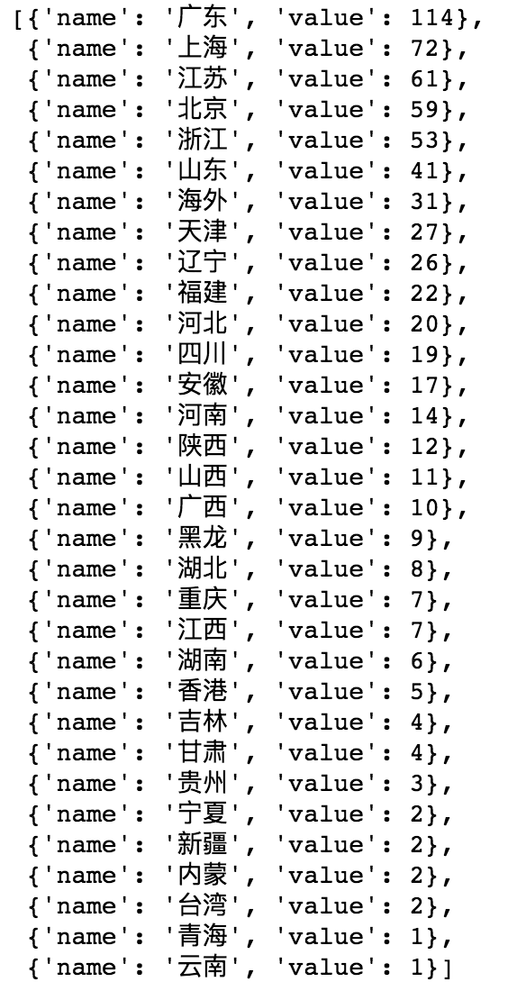 [{'name': '广东', 'value': 114},
{'name': '上海', 'value': 72},
{'name': '江苏', 'value': 61},
{'name': '北京', 'value': 59},
{'name': '浙江', 'value': 53},
{'name': '山东', 'value': 41},
{'name': '海外', 'value': 31},
{'name': '天津', 'value': 27},
{'name': '辽宁', 'value': 26},
{'name': '福建', 'value': 22},
{'name': '河北', 'value': 20},
{'name': '四川', 'value': 19},
{'name': '安徽', 'value': 17},
{'name': '河南', 'value': 14},
{'name': '陕西', 'value': 12},
{'name': '山西', 'value': 11},
{'name': '广西', 'value': 10},
{'name': '黑龙', 'value': 9},
{'name': '湖北', 'value': 8},
{'name': '重庆', 'value': 7},
{'name': '江西', 'value': 7},
{'name': '湖南', 'value': 6},
{'name': '香港', 'value': 5},
{'name': '吉林', 'value': 4},
{'name': '甘肃', 'value': 4},
{'name': '贵州', 'value': 3},
{'name': '宁夏', 'value': 2},
{'name': '新疆', 'value': 2},
{'name': '内蒙', 'value': 2},
{'name': '台湾', 'value': 2},
{'name': '青海', 'value': 1},
{'name': '云南', 'value': 1}]